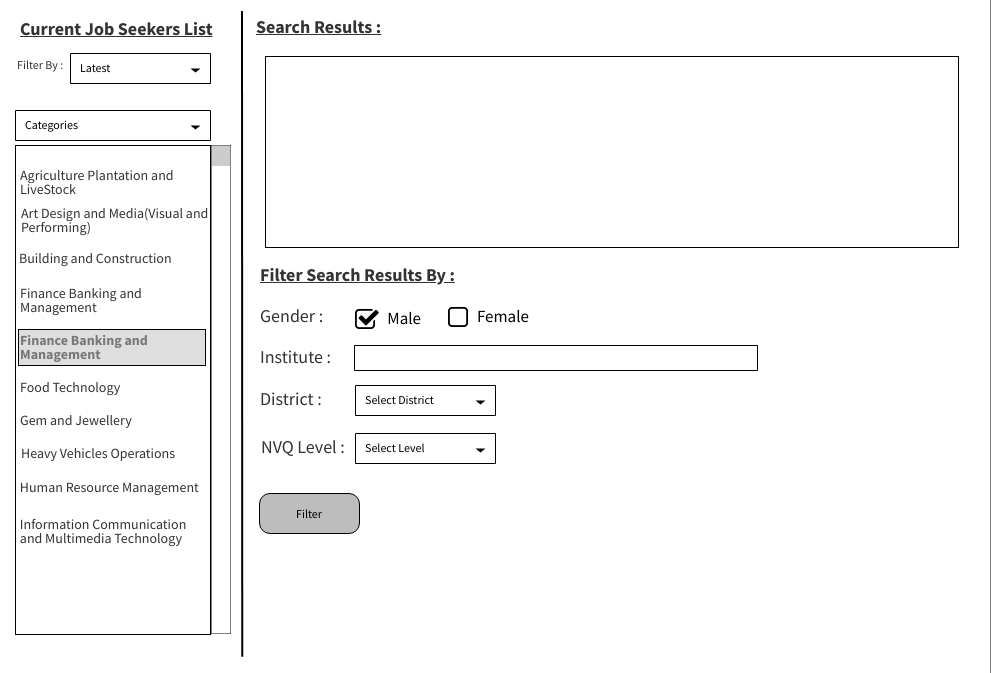 Current Job Seekers List
Filter By :
Latest
Categories
Agriculture Plantation and
LiveStock
Art Design and Media(Visual and
Performing)
Building and Construction
Finance Banking and
Management
Finance Banking and
Management
Food Technology
Gem and Jewellery
Heavy Vehicles Operations
Human Resource Management
Information Communication
and Multimedia Technology
Search Results :
Filter Search Results By :
Gender :
Male
Female
Institute :
District :
Select District
NVQ Level :
Select Level
Filter